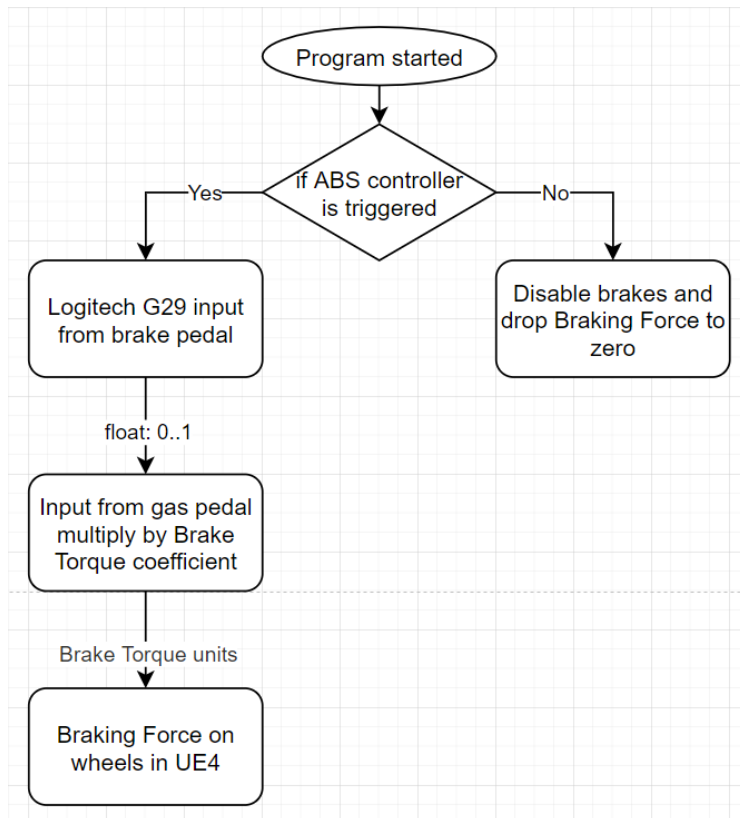 Program started
if ABS controller
is triggered
Yes
No
Logitech G29 input
from brake pedal
Disable brakes and
drop Braking Force to
zero
float: 0..1
Input from gas pedal
multiply by Brake
Torque coefficient
Brake Torque units
Braking Force on
wheels in UE4